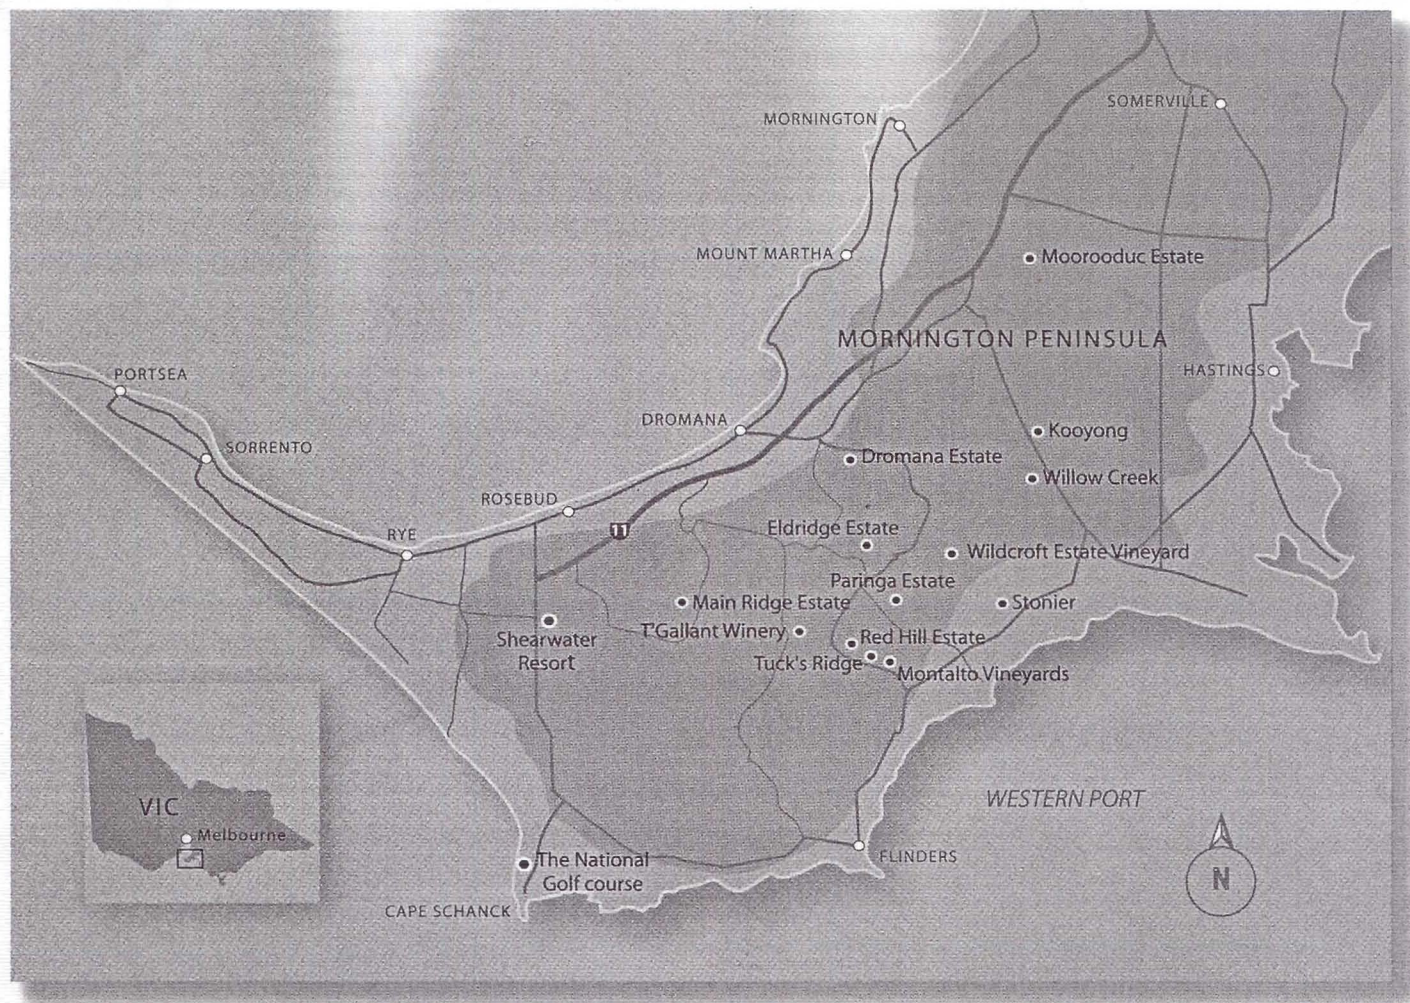 MORNINGTON
SOMERVILLE
MOUNT MARTHA
Moorooduc Estate
MORNINGTON PENINSULA
HASTINGS
PORTSEA
SORRENTO
DROMANA
Kooyong
Dromana Estate
Willow Creek
ROSEBUD
11
RYE
Eldridge Estate
Wildcroft Estate Vineyard
Paringa Estate
Main Ridge Estate
Stonier
Shearwater
Resort
T'Gallant Winery
Red Hill Estate
Tuck's Ridge
Montalto Vineyards
VIC
Melbourne
WESTERN PORT
The National
Golf course
FLINDERS
N
CAPE SCHANCK